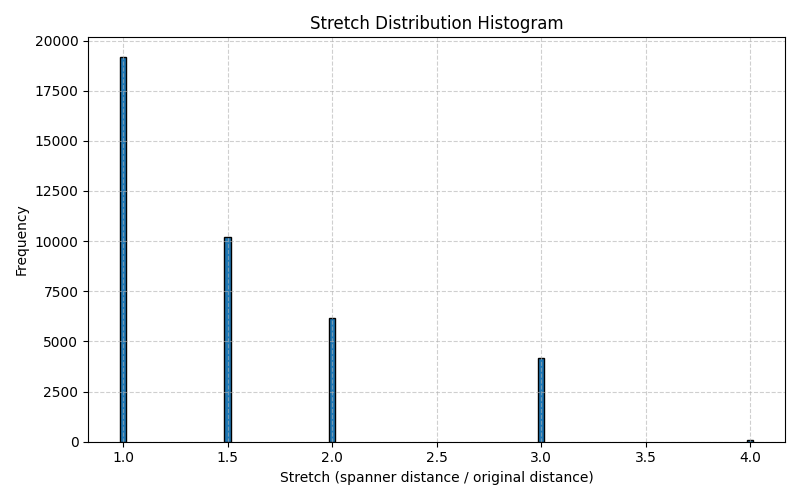 Stretch Distribution Histogram
20000
17500
15000
12500
10000
7500
5000
2500
0
Frequency
1.0 1.5 2.0 2.5 3.0 3.5 4.0
Stretch (spanner distance / original distance)